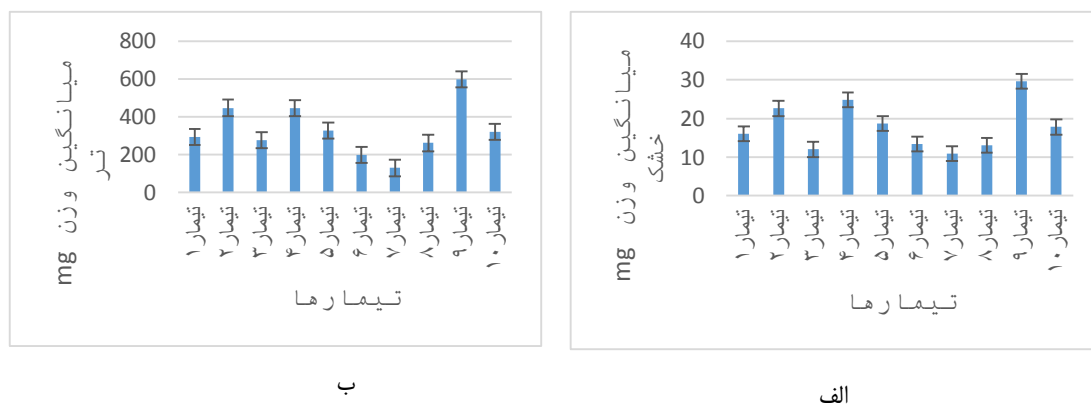 800
600
400
200
0
میانگین وزن تر mg
تیمار۱
تیمار۲
تیمار۳
تیمار۴
تیمار۵
تیمار۶
تیمار۷
تیمار۸
تیمار۹
تیمار۱۰
تیمارها
ب
40
30
20
10
0
میانگین وزن خشک mg
تیمار۱
تیمار۲
تیمار۳
تیمار۴
تیمار۵
تیمار۶
تیمار۷
تیمار۸
تیمار۹
تیمار۱۰
تیمارها
الف